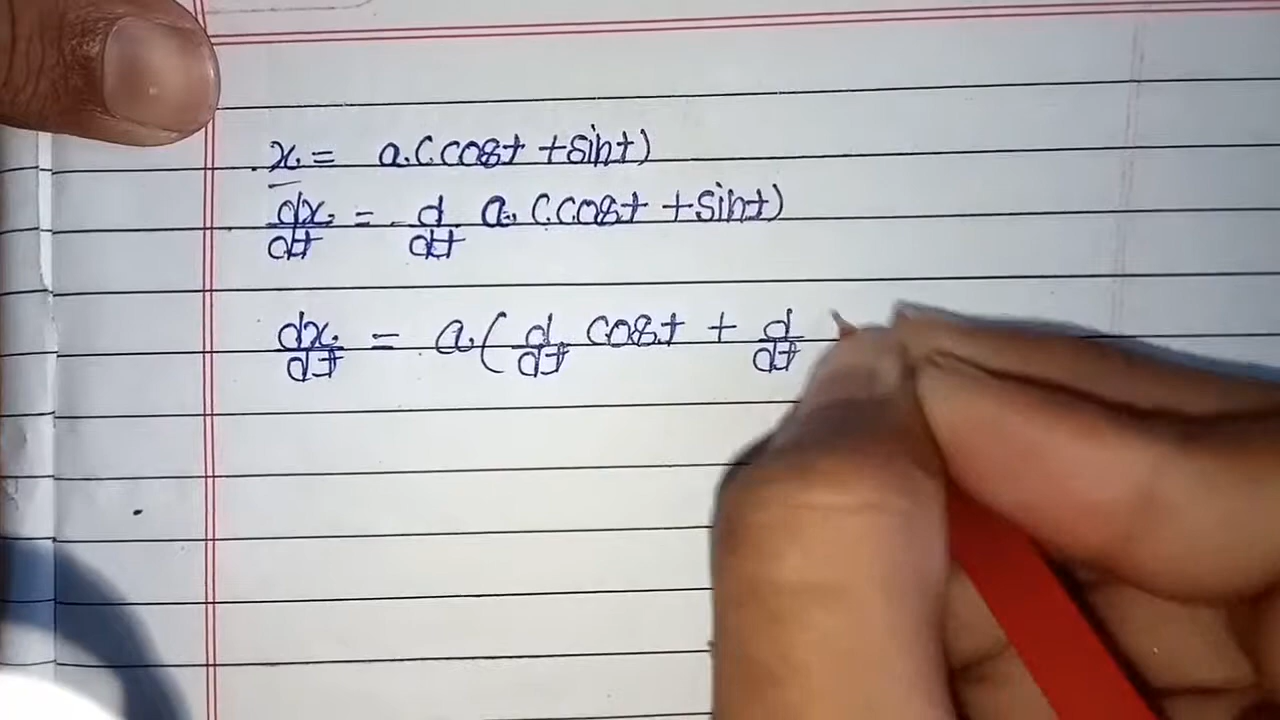 x = a(cost + sint)
dx/dt = d/dt a (cost + sint)
dx/dt = a( d/dt cost + d/dt